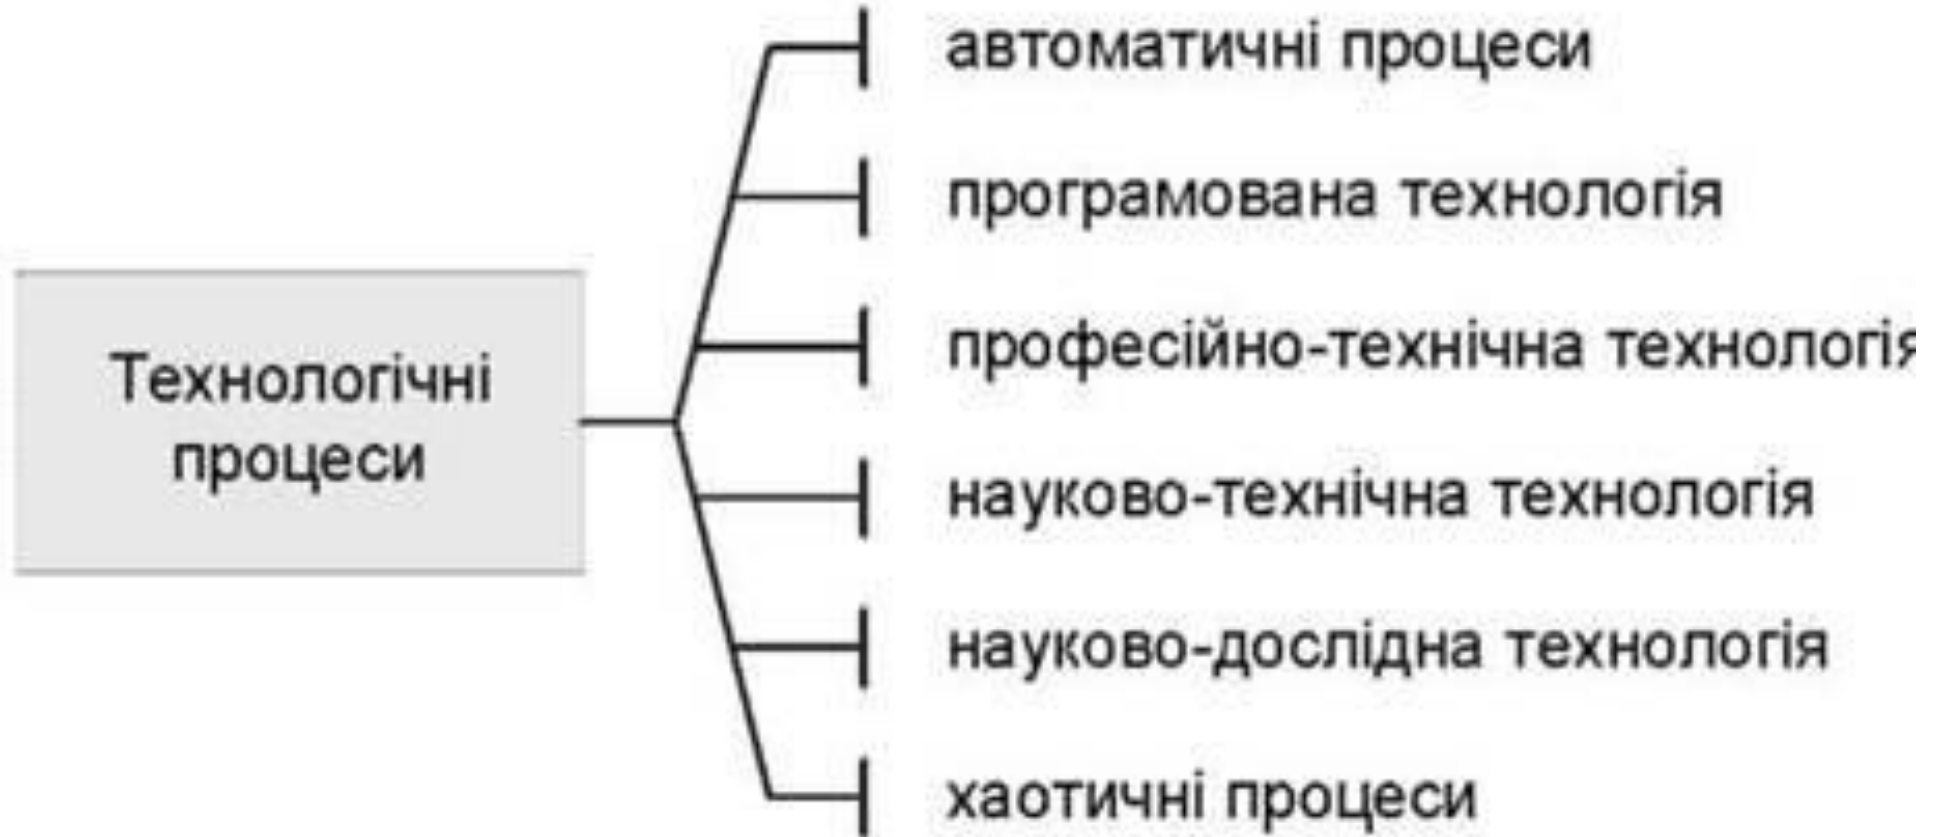 автоматичні процеси
програмована технологія
професійно-технічна технологія
Технологічні
процеси
науково-технічна технологія
науково-дослідна технологія
хаотичні процеси